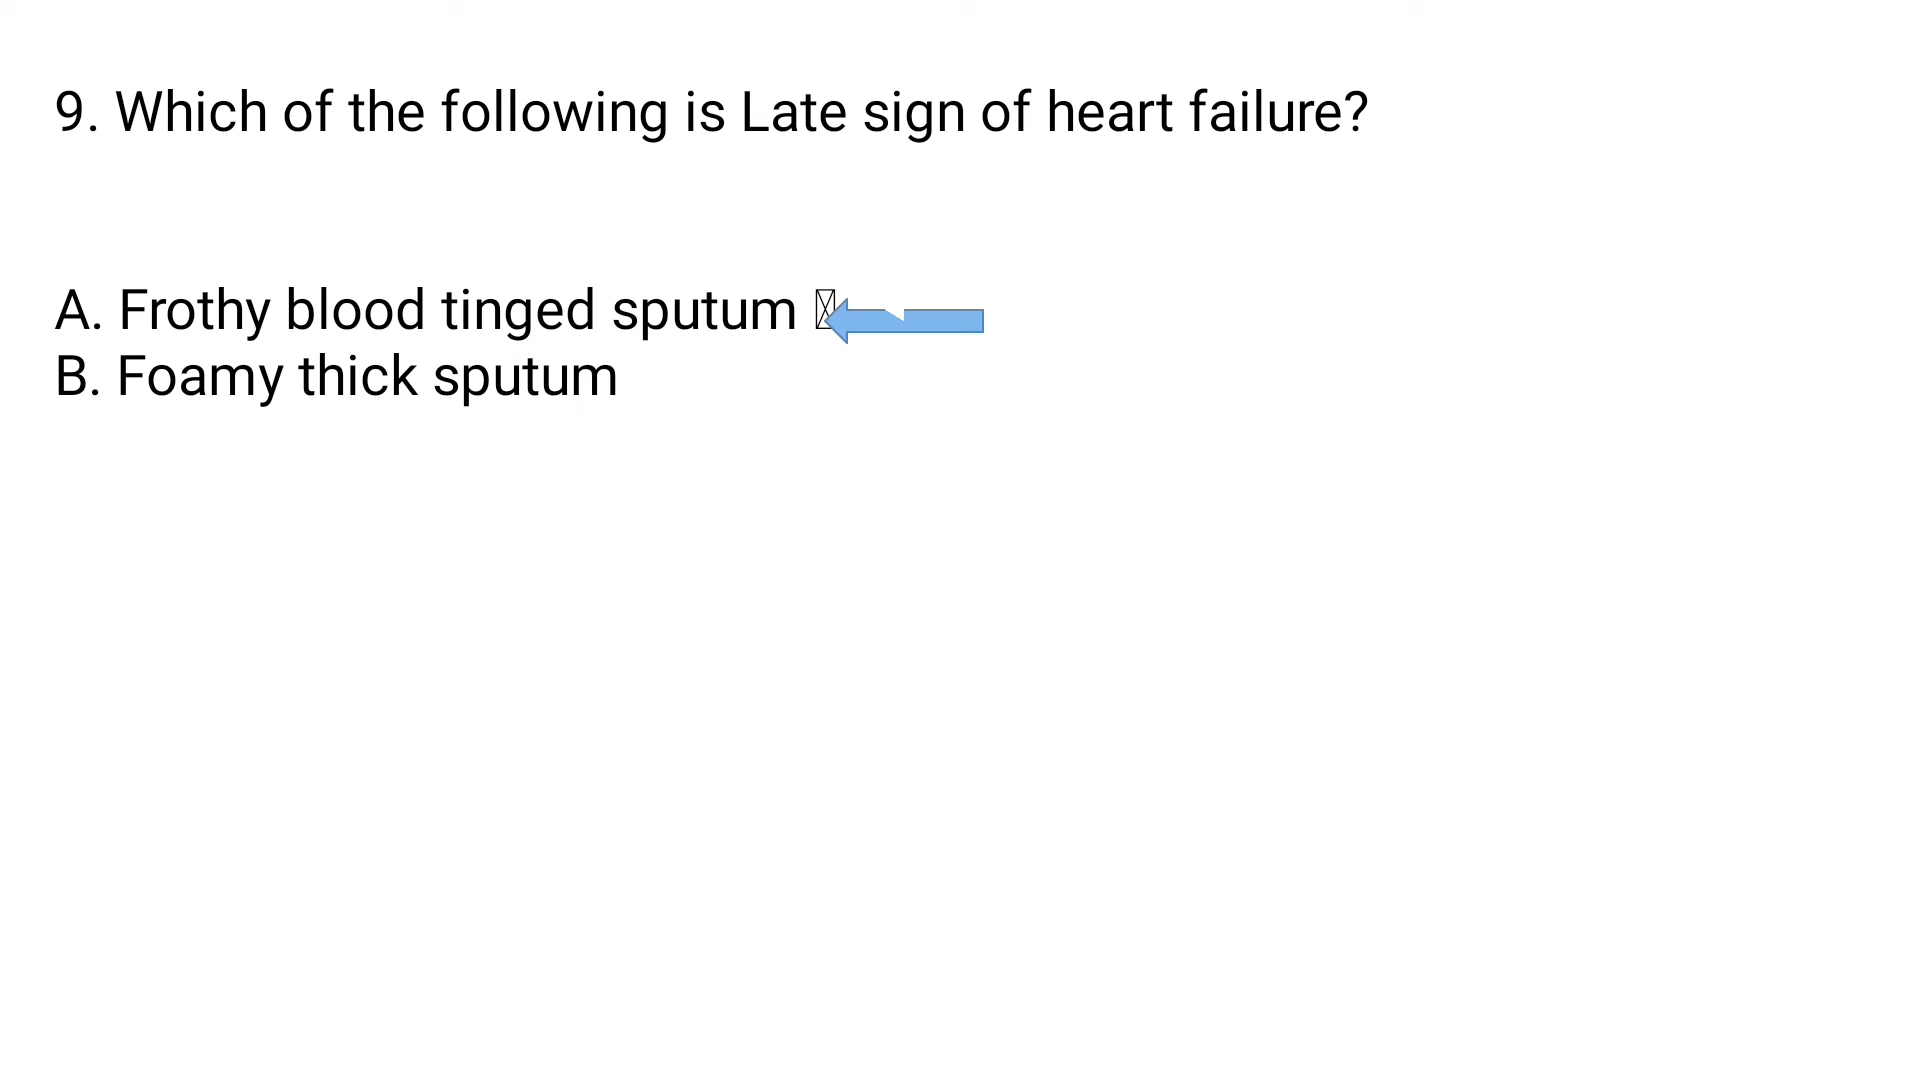 9. Which of the following is Late sign of heart failure?
A. Frothy blood tinged sputum
B. Foamy thick sputum